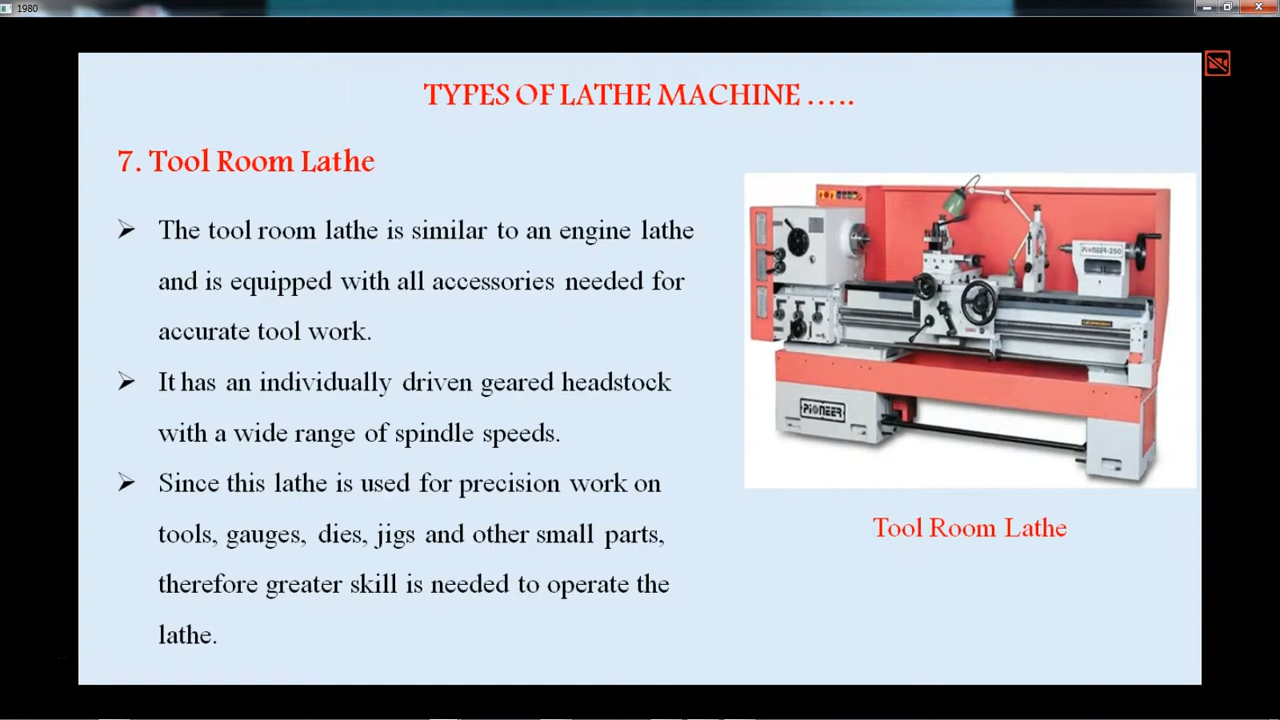 1980
TYPES OF LATHE MACHINE …..
7. Tool Room Lathe
➢ The tool room lathe is similar to an engine lathe
and is equipped with all accessories needed for
accurate tool work.
➢ It has an individually driven geared headstock
with a wide range of spindle speeds.
➢ Since this lathe is used for precision work on
tools, gauges, dies, jigs and other small parts,
therefore greater skill is needed to operate the
lathe.
PIONEER-250
PIONEER
Tool Room Lathe